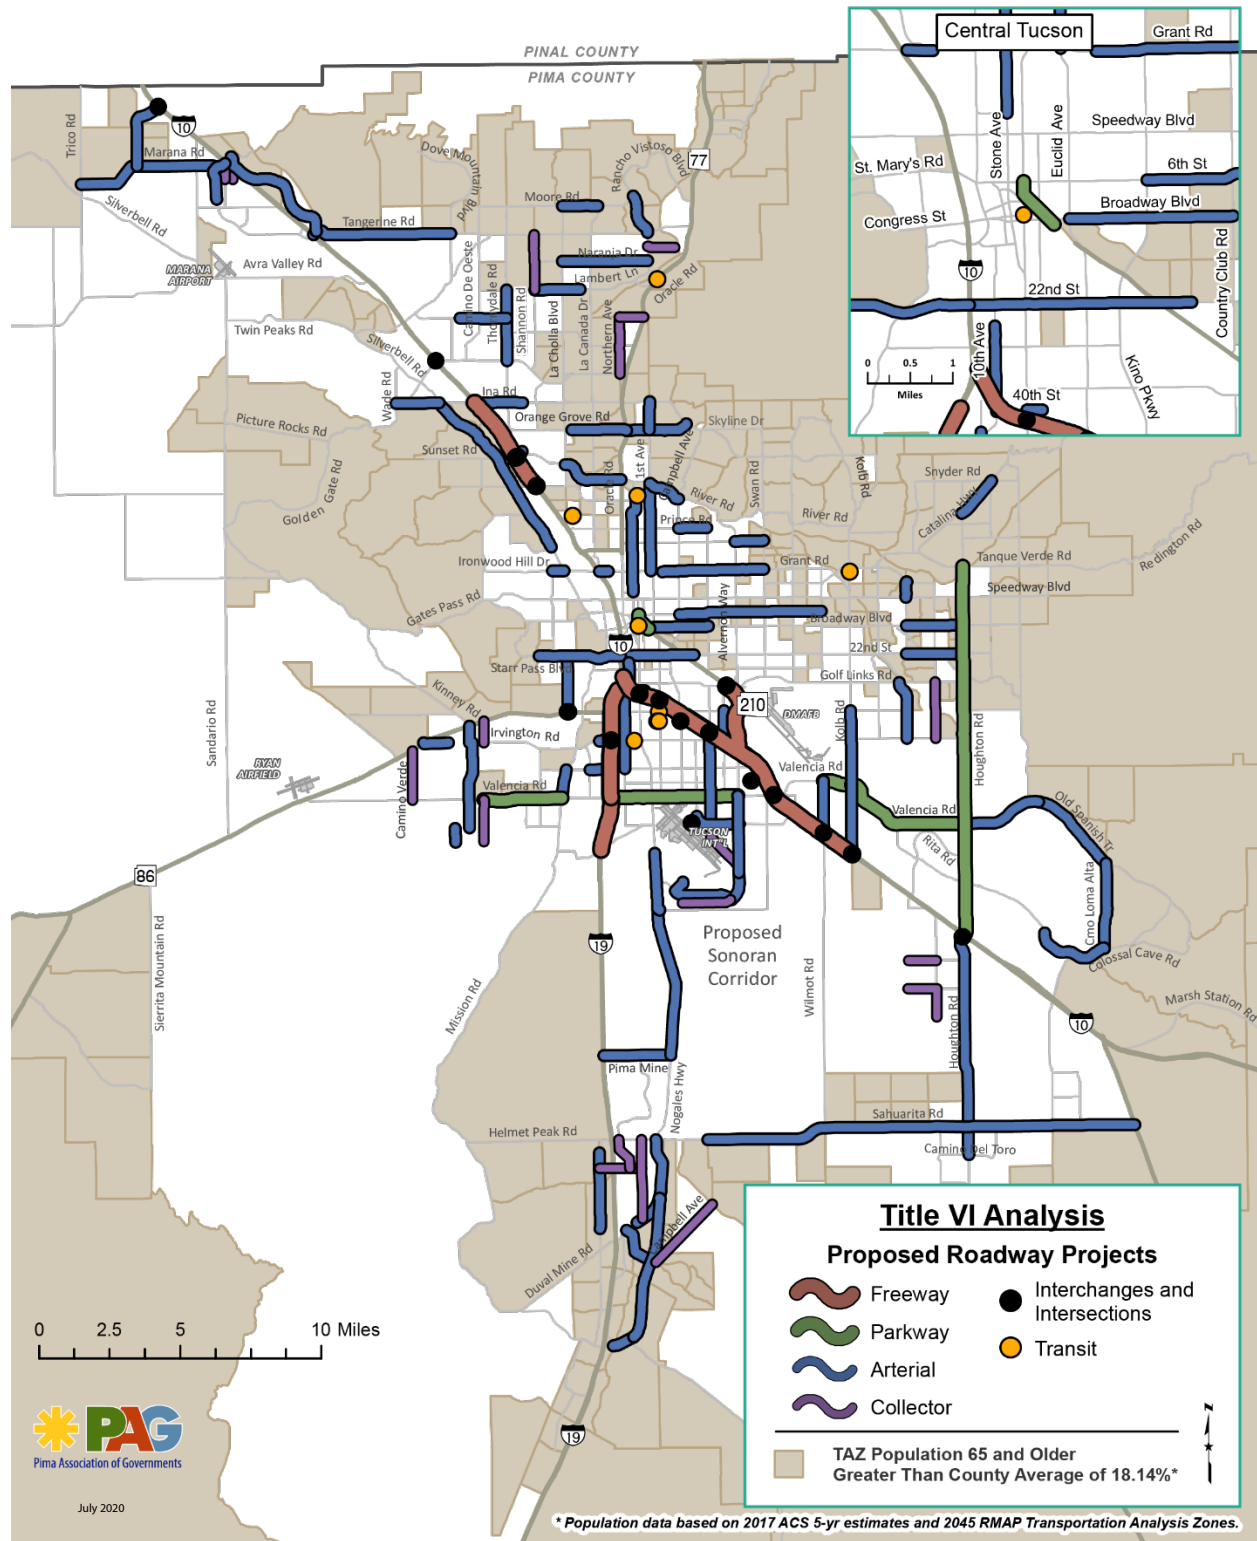 PINAL COUNTY
PIMA COUNTY
Central Tucson
Grant Rd
Stone Ave
Euclid Ave
Speedway Blvd
St. Mary's Rd
6th St
Congress St
Broadway Blvd
10
22nd St
Country Club Rd
10th Ave
Kino Pkwy
40th St
0 0.5 1
Miles
Trico Rd
10
Marana Rd
Silverbell Rd
Dove Mountain Blvd
Rancho Vistoso Blvd
77
Moore Rd
Tangerine Rd
MARANA
AIRPORT
Avra Valley Rd
Camino De Oeste
Thornydale Rd
Shannon Rd
Naranja Dr
Lambert Ln
Oracle Rd
La Cholla Blvd
La Canada Dr
Northern Ave
Twin Peaks Rd
Silverbell Rd
Wade Rd
Ina Rd
Orange Grove Rd
Skyline Dr
Picture Rocks Rd
Sunset Rd
Golden Gate Rd
Oracle Rd
1st Ave
Campbell Ave
Swan Rd
Kolb Rd
Snyder Rd
Catalina Hwy
River Rd
River Rd
Prince Rd
Redington Rd
Ironwood Hill Dr
Grant Rd
Tanque Verde Rd
Speedway Blvd
Gates Pass Rd
Alvernon Way
Broadway Blvd
10
22nd St
Starr Pass Blvd
Golf Links Rd
Kinney Rd
210
DMAFB
Kolb Rd
Houghton Rd
Sandario Rd
Irvington Rd
RYAN
AIRFIELD
Camino Verde
Valencia Rd
Valencia Rd
Valencia Rd
Old Spanish Tr
TUCSON
INT'L
Rita Rd
86
Cmo Loma Alta
Sierrita Mountain Rd
19
Proposed
Sonoran
Corridor
Mission Rd
Wilmot Rd
Colossal Cave Rd
Marsh Station Rd
10
Houghton Rd
Pima Mine
Nogales Hwy
Sahuarita Rd
Helmet Peak Rd
Camino Del Toro
Campbell Ave
Duval Mine Rd
19
0 2.5 5 10 Miles
PAG
Pima Association of Governments
July 2020
Title VI Analysis
Proposed Roadway Projects
Freeway
Parkway
Arterial
Collector
Interchanges and
Intersections
Transit
N
TAZ Population 65 and Older
Greater Than County Average of 18.14%*
* Population data based on 2017 ACS 5-yr estimates and 2045 RMAP Transportation Analysis Zones.